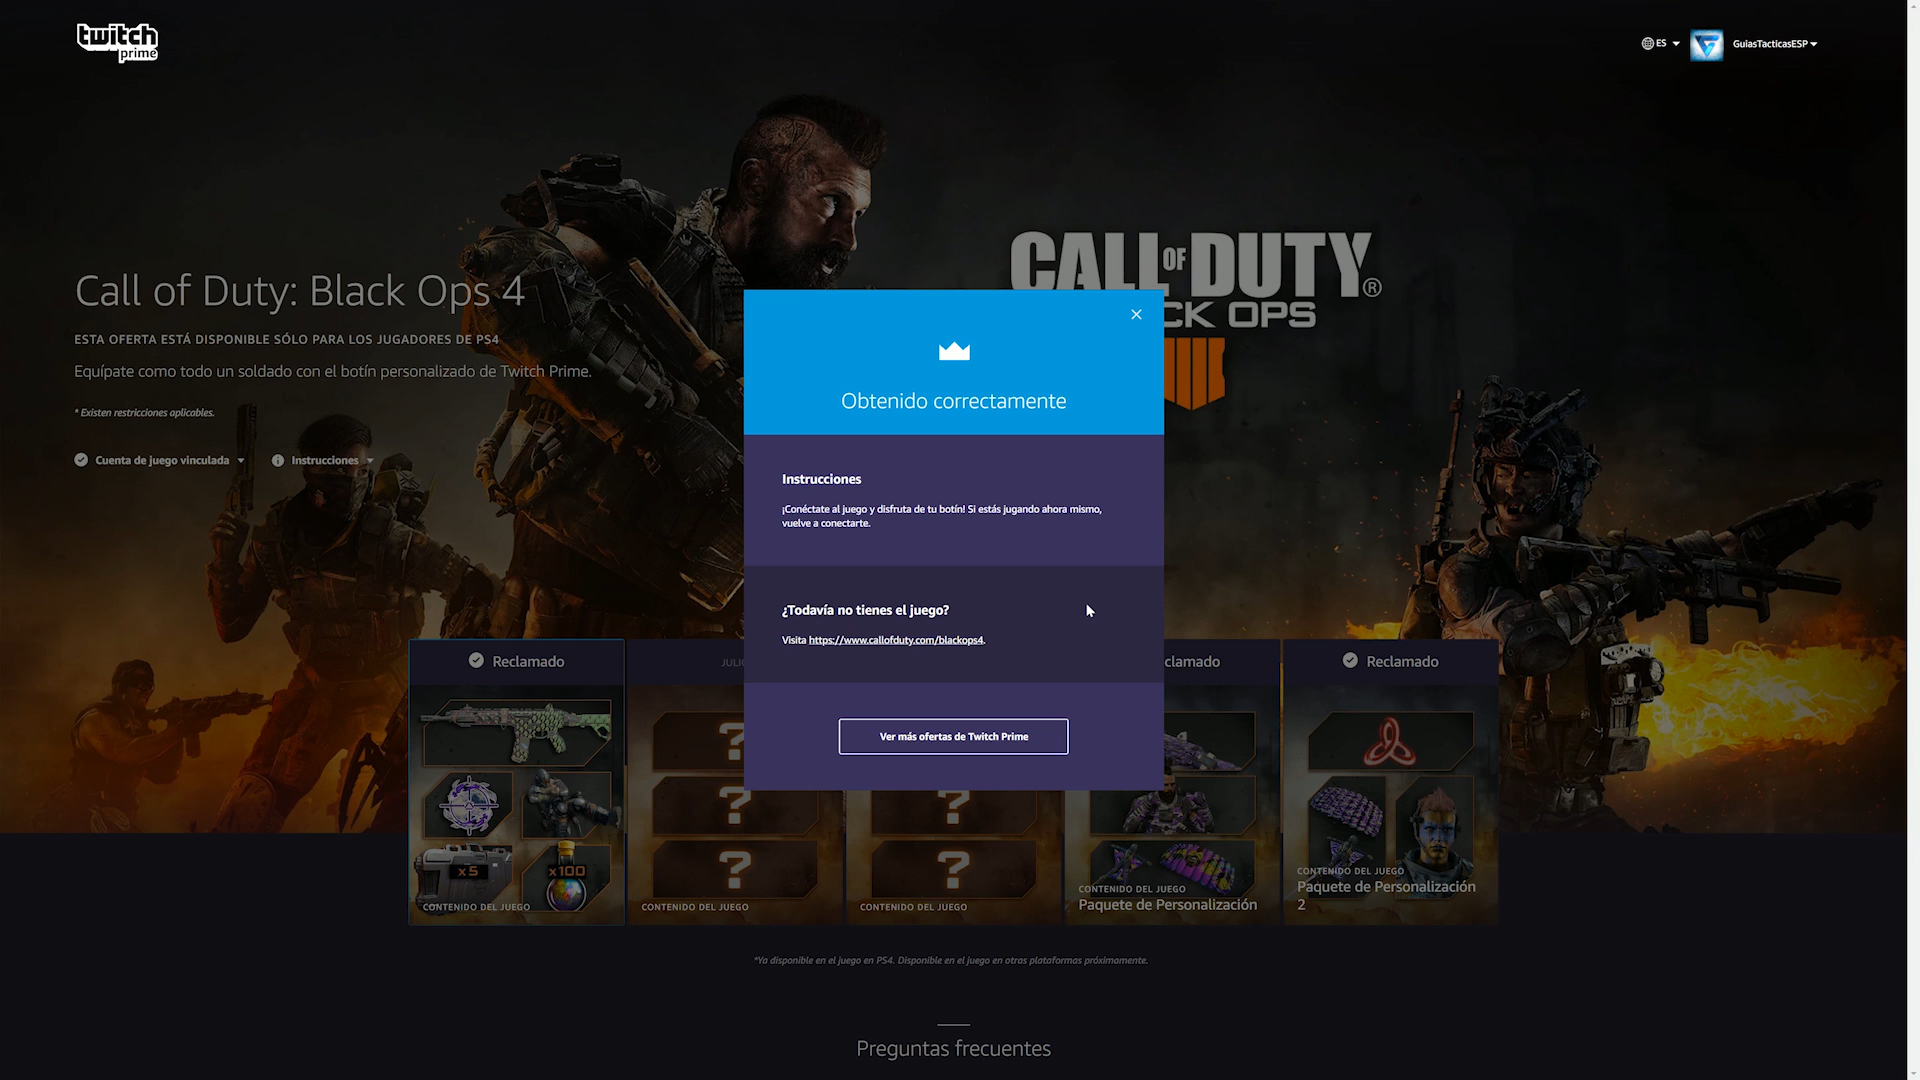 twitch
prime
ES
GuiasTacticasESP
CALL OF DUTY®
CK OPS
Call of Duty: Black Ops 4
ESTA OFERTA ESTÁ DISPONIBLE SÓLO PARA LOS JUGADORES DE PS4
Equípate como todo un soldado con el botín personalizado de Twitch Prime.
* Existen restricciones aplicables.
Cuenta de juego vinculada
Instrucciones
Obtenido correctamente
Instrucciones
¡Conéctate al juego y disfruta de tu botín! Si estás jugando ahora mismo,
vuelve a conectarte.
¿Todavía no tienes el juego?
Visita https://www.callofduty.com/blackops4.
Ver más ofertas de Twitch Prime
Reclamado
JULIO
clamado
Reclamado
? ?
? ?
x5
x100
? ?
CONTENIDO DEL JUEGO
CONTENIDO DEL JUEGO
CONTENIDO DEL JUEGO
CONTENIDO DEL JUEGO
Paquete de Personalización
CONTENIDO DEL JUEGO
Paquete de Personalización
2
*Ya disponible en el juego en PS4. Disponible en el juego en otras plataformas próximamente.
Preguntas frecuentes